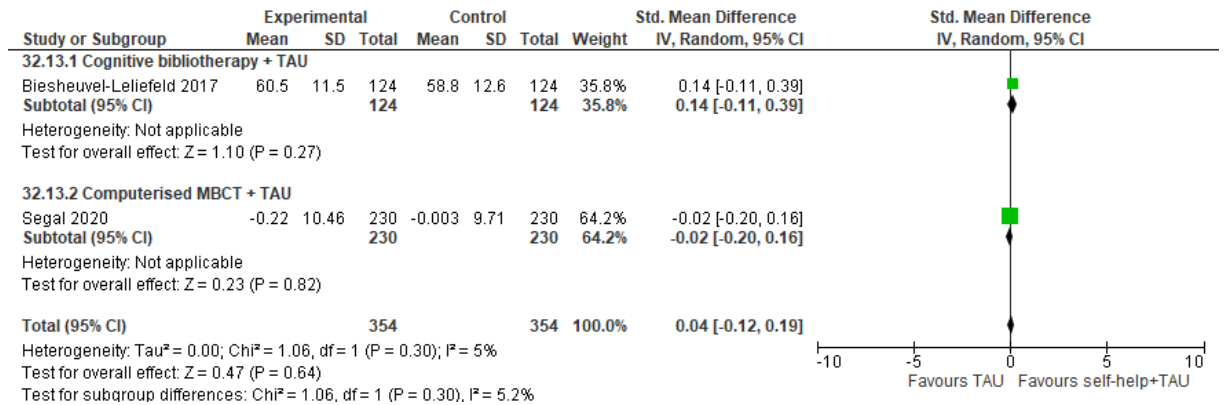 Experimental Control Std. Mean Difference Std. Mean Difference
Study or Subgroup Mean SD Total Mean SD Total Weight IV, Random, 95% CI IV, Random, 95% CI
32.13.1 Cognitive bibliotherapy + TAU
Biesheuvel-Leliefeld 2017 60.5 11.5 124 58.8 12.6 124 35.8% 0.14 [-0.11, 0.39]
Subtotal (95% CI) 124 124 35.8% 0.14 [-0.11, 0.39]
Heterogeneity: Not applicable
Test for overall effect: Z = 1.10 (P = 0.27)
32.13.2 Computerised MBCT + TAU
Segal 2020 -0.22 10.46 230 -0.003 9.71 230 64.2% -0.02 [-0.20, 0.16]
Subtotal (95% CI) 230 230 64.2% -0.02 [-0.20, 0.16]
Heterogeneity: Not applicable
Test for overall effect: Z = 0.23 (P = 0.82)
Total (95% CI) 354 354 100.0% 0.04 [-0.12, 0.19]
Heterogeneity: Tau² = 0.00; Chi² = 1.06, df = 1 (P = 0.30); I² = 5%
Test for overall effect: Z = 0.47 (P = 0.64)
Test for subgroup differences: Chi² = 1.06, df = 1 (P = 0.30), I² = 5.2%
-10 -5 0 5 10
Favours TAU Favours self-help+TAU